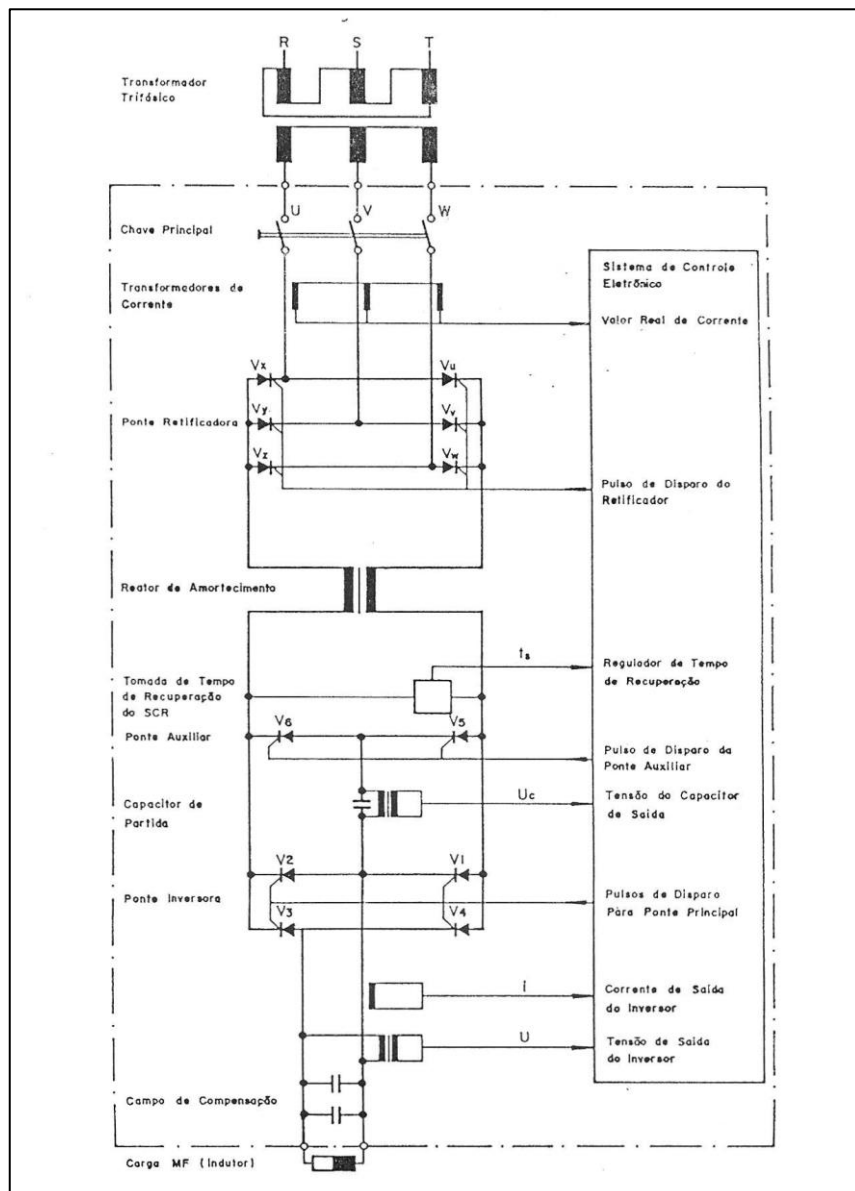 R S T
Transformador
Trifásico
U V W
Chave Principal
Sistema de Controle
Eletrônico
Transformadores de
Corrente
Valor Real de Corrente
Vx Vu
Vy Vv
Ponte Retificadora
Vz Vw
Pulso de Disparo do
Retificador
Reator de Amortecimento
ts
Regulador de Tempo
de Recuperação
Tomada de Tempo
de Recuperação
do SCR
V6 V5
Ponte Auxiliar
Pulso de Disparo da
Ponte Auxiliar
Capacitor de
Partida
Uc
Tensão do Capacitor
de Saída
V2 V1
Ponte Inversora
V3 V4
Pulsos de Disparo
Pàra Ponte Principal
i
Corrente de Saída
do Inversor
U
Tensão de Saída
do Inversor
Campo de Compensação
Carga MF (Indutor)